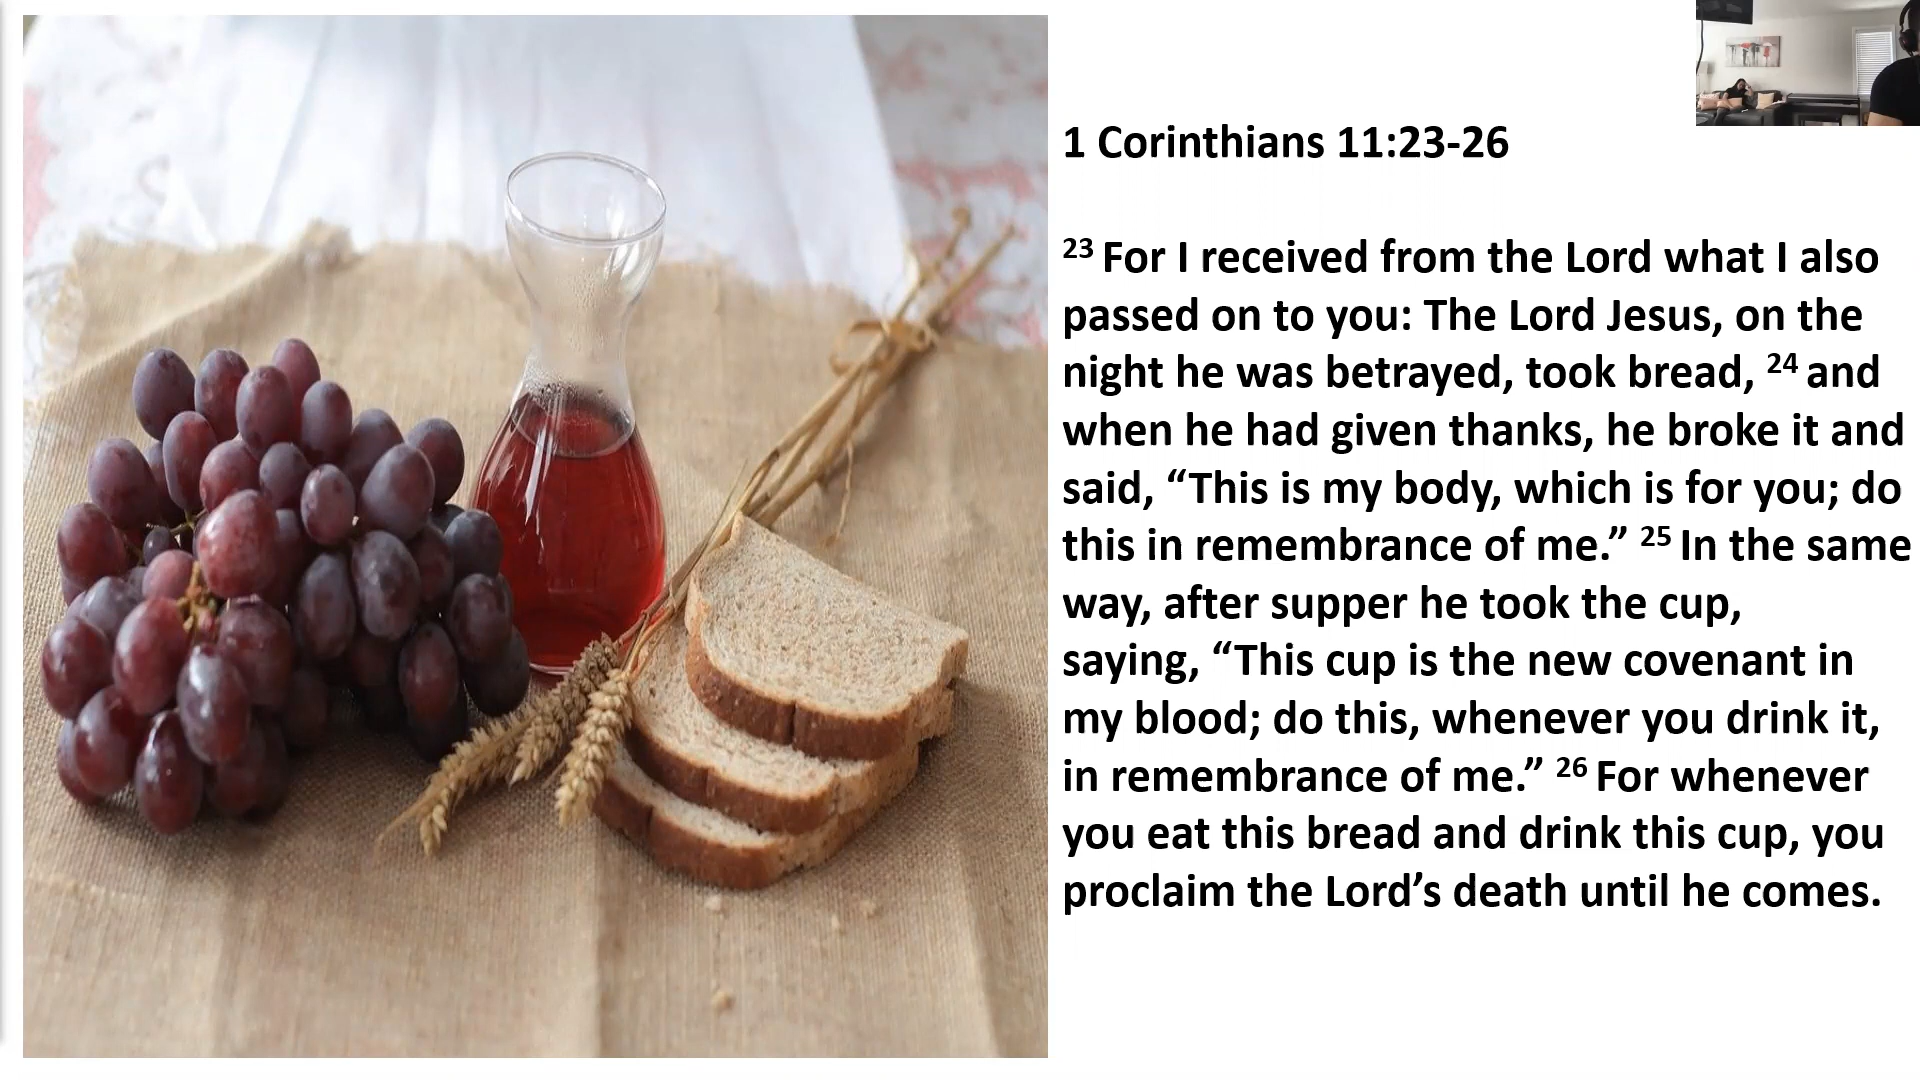 1 Corinthians 11:23-26
23 For I received from the Lord what I also
passed on to you: The Lord Jesus, on the
night he was betrayed, took bread, 24 and
when he had given thanks, he broke it and
said, “This is my body, which is for you; do
this in remembrance of me.” 25 In the same
way, after supper he took the cup,
saying, “This cup is the new covenant in
my blood; do this, whenever you drink it,
in remembrance of me.” 26 For whenever
you eat this bread and drink this cup, you
proclaim the Lord’s death until he comes.